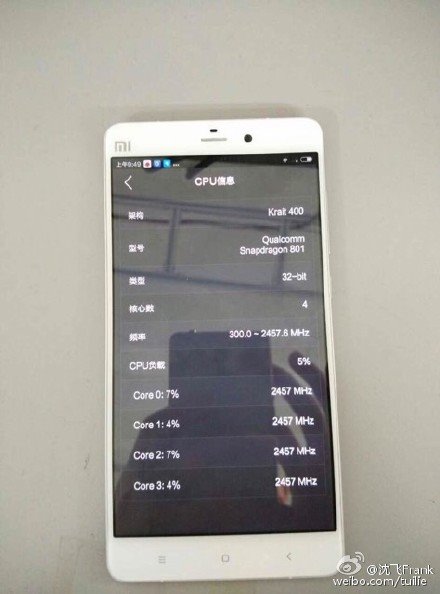 mi
上午9:49 ...
CPU信息
架构 Krait 400
型号 Qualcomm
Snapdragon 801
类型 32-bit
核心数 4
频率 300.0 ~ 2457.6 MHz
CPU负载 5%
Core 0: 7% 2457 MHz
Core 1: 4% 2457 MHz
Core 2: 7% 2457 MHz
Core 3: 4% 2457 MHz
@沈飞Frank
weibo.com/tuile